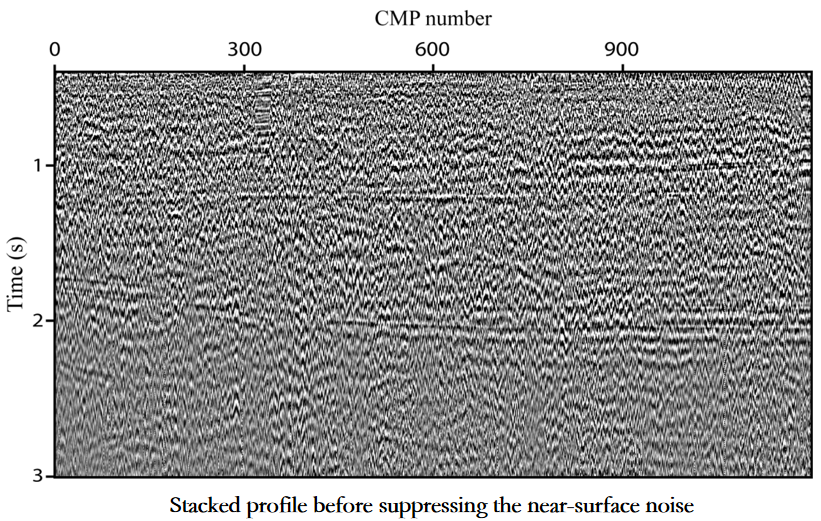 CMP number
0 300 600 900
Time (s)
1
2
3
Stacked profile before suppressing the near-surface noise